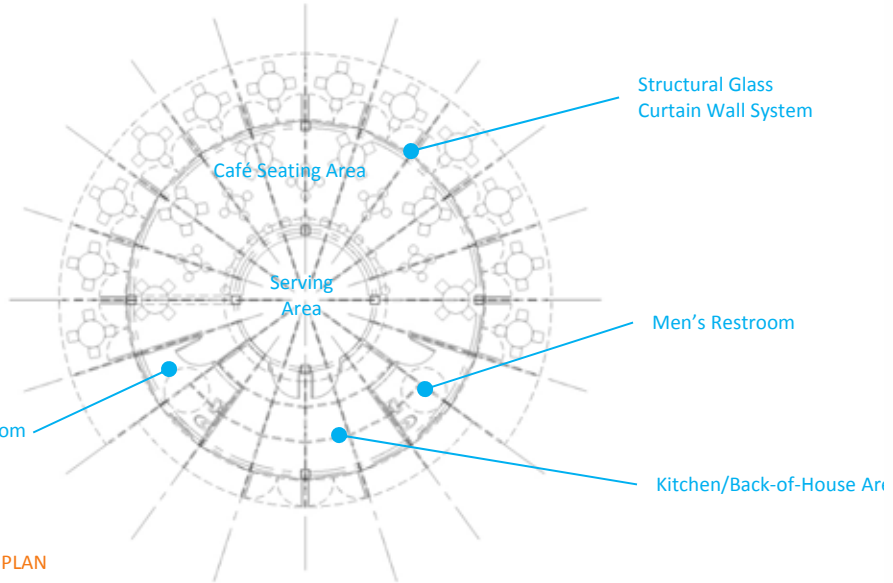 Structural Glass
Curtain Wall System
Café Seating Area
Serving
Area
Men's Restroom
Kitchen/Back-of-House
PLAN